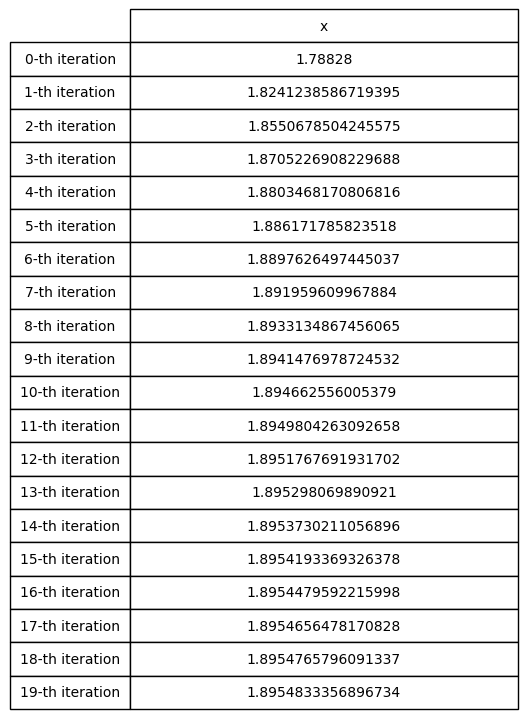 x
0-th iteration 1.78828
1-th iteration 1.8241238586719395
2-th iteration 1.8550678504245575
3-th iteration 1.8705226908229688
4-th iteration 1.8803468170806816
5-th iteration 1.886171785823518
6-th iteration 1.8897626497445037
7-th iteration 1.891959609967884
8-th iteration 1.8933134867456065
9-th iteration 1.8941476978724532
10-th iteration 1.894662556005379
11-th iteration 1.8949804263092658
12-th iteration 1.8951767691931702
13-th iteration 1.895298069890921
14-th iteration 1.8953730211056896
15-th iteration 1.8954193369326378
16-th iteration 1.8954479592215998
17-th iteration 1.8954656478170828
18-th iteration 1.8954765796091337
19-th iteration 1.8954833356896734